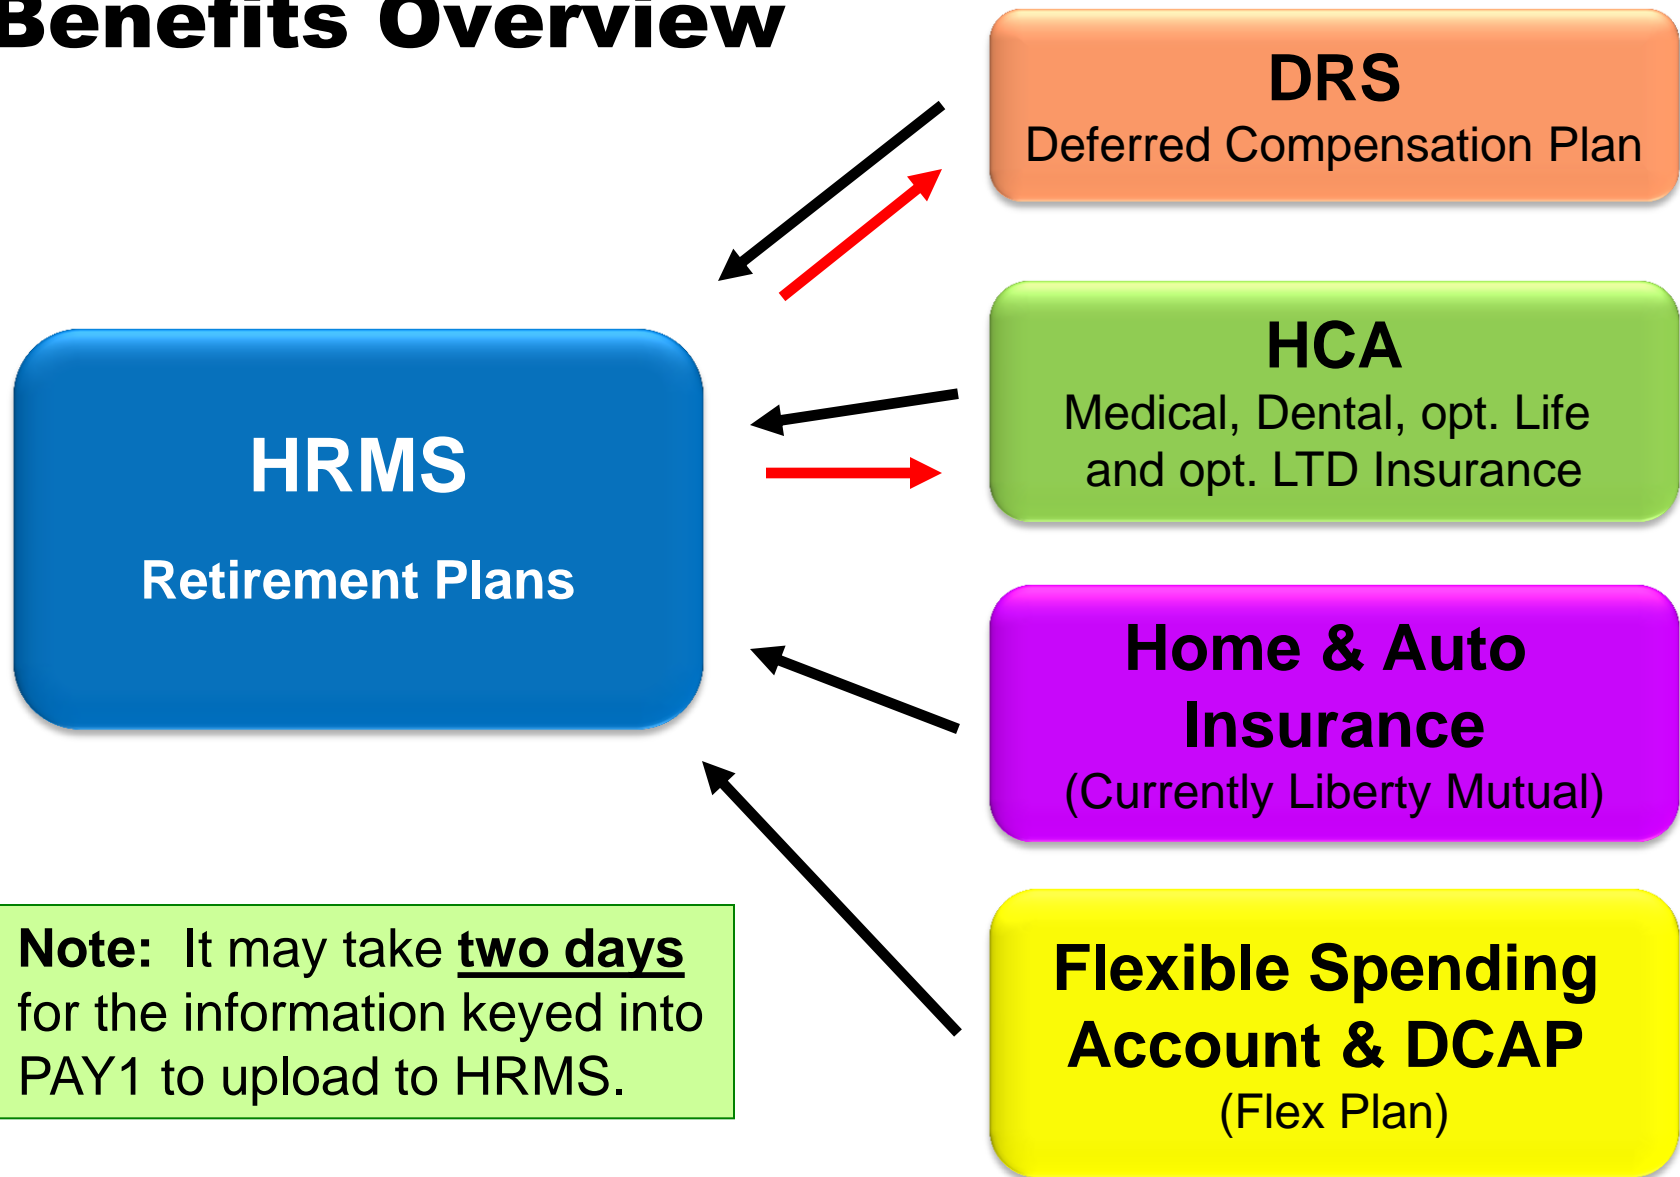 Benefits Overview
DRS
Deferred Compensation Plan
HCA
Medical, Dental, opt. Life
and opt. LTD Insurance
HRMS
Retirement Plans
Home & Auto
Insurance
(Currently Liberty Mutual)
Flexible Spending
Account & DCAP
(Flex Plan)
Note: It may take two days
for the information keyed into
PAY1 to upload to HRMS.